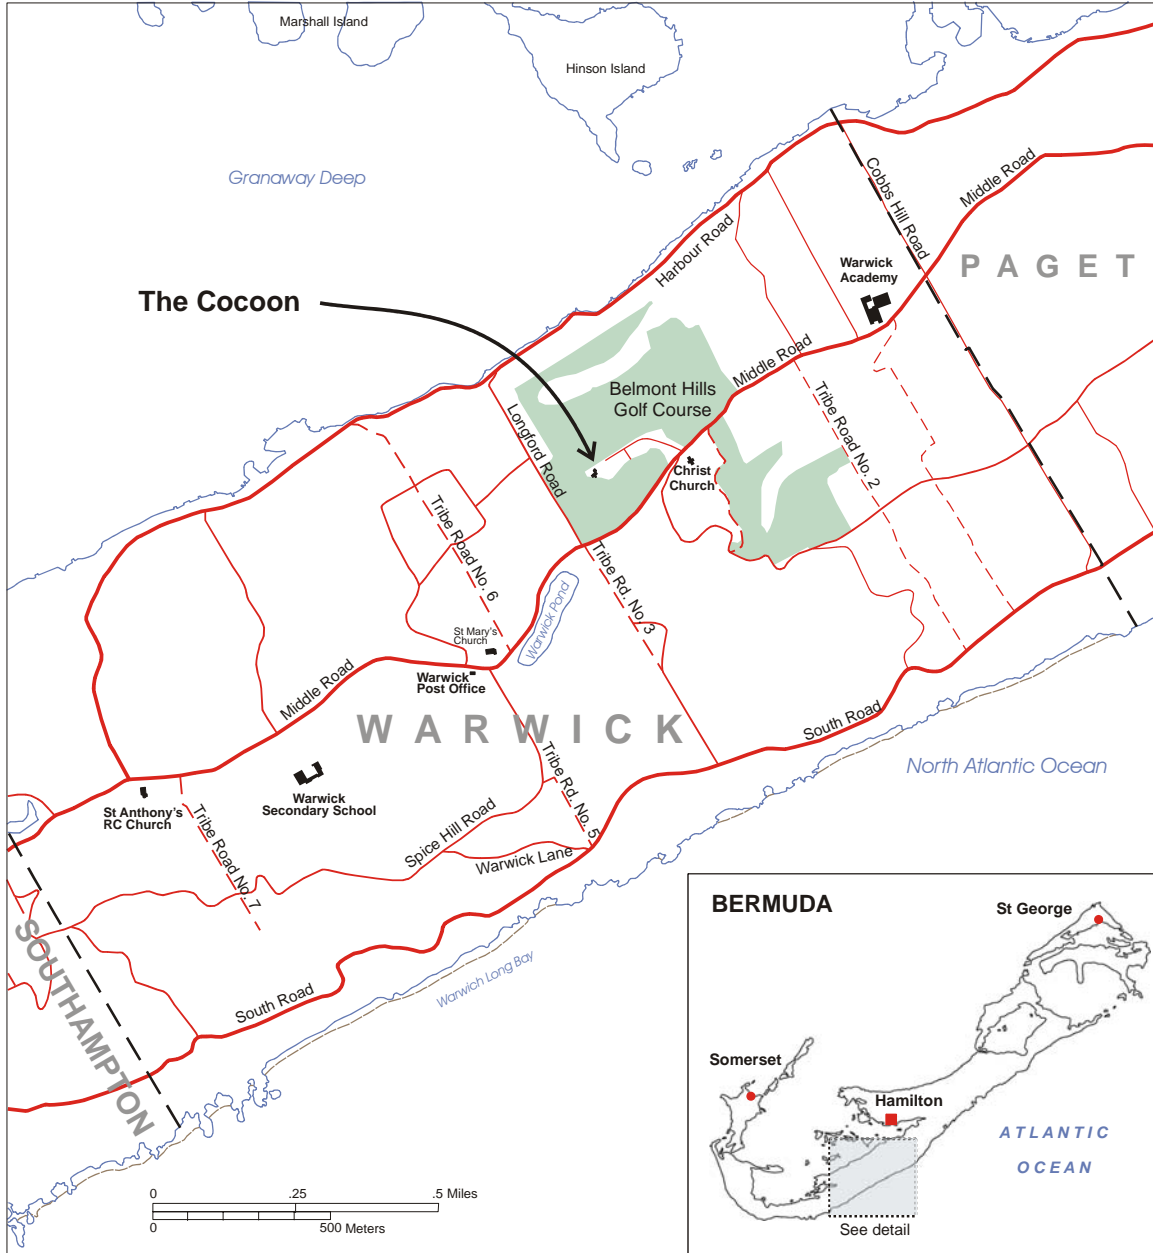 Marshall Island
Hinson Island
Granaway Deep
Cobbs Hill Road
Middle Road
Harbour Road
Warwick
Academy
PAGET
The Cocoon
Middle Road
Belmont Hills
Golf Course
Longford Road
Tribe Road No. 2
Christ
Church
Tribe Road No. 6
Tribe Rd. No. 3
Warwick Pond
St Mary's
Church
Warwick
Post Office
Middle Road
WARWICK
South Road
North Atlantic Ocean
Tribe Rd. No. 5
Warwick
Secondary School
St Anthony's
RC Church
Tribe Road No. 7
Spice Hill Road
Warwick Lane
SOUTHAMPTON
South Road
Warwich Long Bay
BERMUDA
St George
Somerset
Hamilton
ATLANTIC
OCEAN
See detail
0 .25 .5 Miles
0 500 Meters